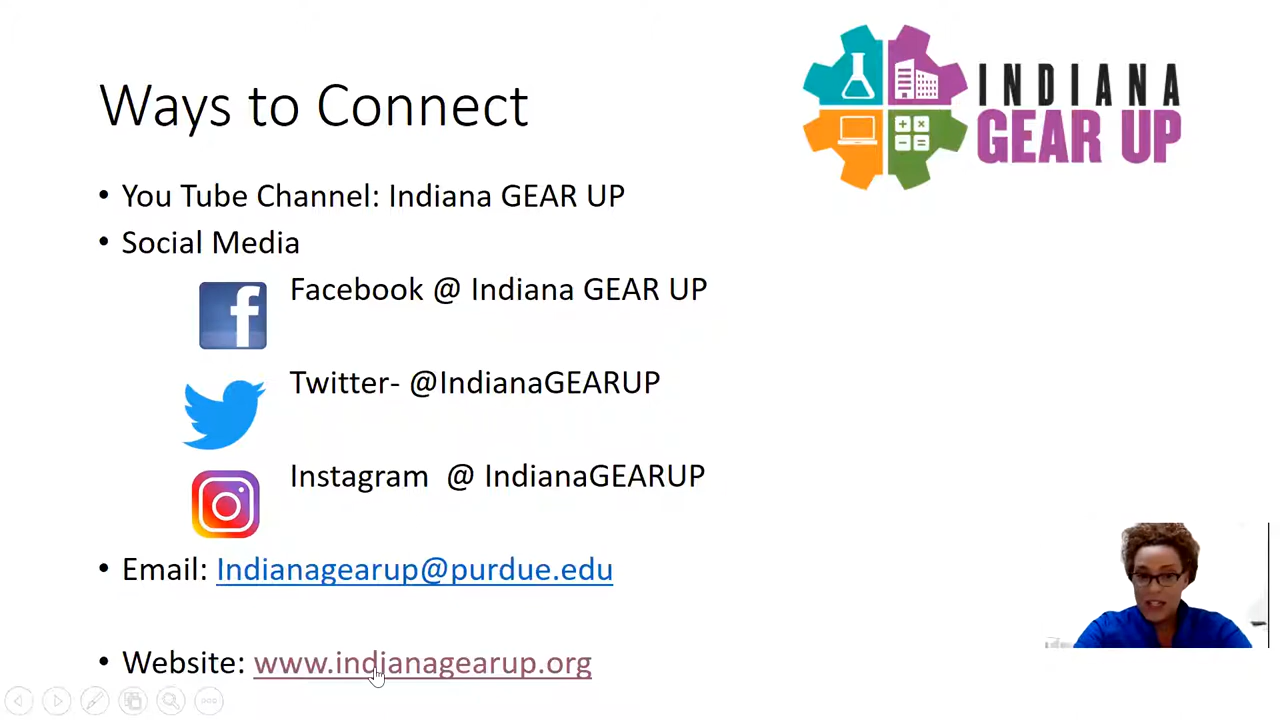 Ways to Connect
INDIANA
GEAR UP
• You Tube Channel: Indiana GEAR UP
• Social Media
Facebook @ Indiana GEAR UP
Twitter- @IndianaGEARUP
Instagram @ IndianaGEARUP
• Email: Indianagearup@purdue.edu
• Website: www.indianagearup.org